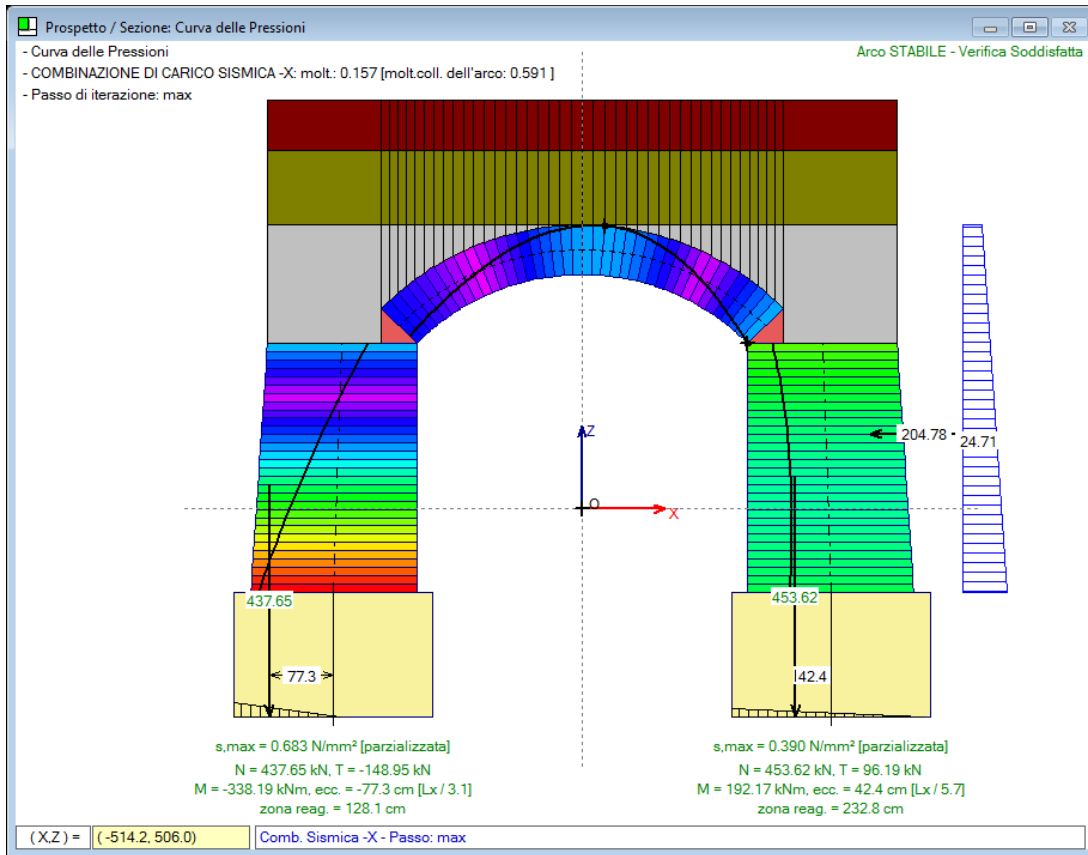 Prospetto / Sezione: Curva delle Pressioni
- Curva delle Pressioni
Arco STABILE - Verifica Soddisfatta
- COMBINAZIONE DI CARICO SISMICA -X: molt.: 0.157 [molt.coll. dell'arco: 0.591 ]
- Passo di iterazione: max
Z
204.78
24.71
O
X
437.65
453.62
77.3
42.4
s,max = 0.683 N/mm² [parzializzata]
N = 437.65 kN, T = -148.95 kN
M = -338.19 kNm, ecc. = -77.3 cm [Lx / 3.1]
zona reag. = 128.1 cm
s,max = 0.390 N/mm² [parzializzata]
N = 453.62 kN, T = 96.19 kN
M = 192.17 kNm, ecc. = 42.4 cm [Lx / 5.7]
zona reag. = 232.8 cm
(X,Z) = (-514.2, 506.0) Comb. Sismica -X - Passo: max